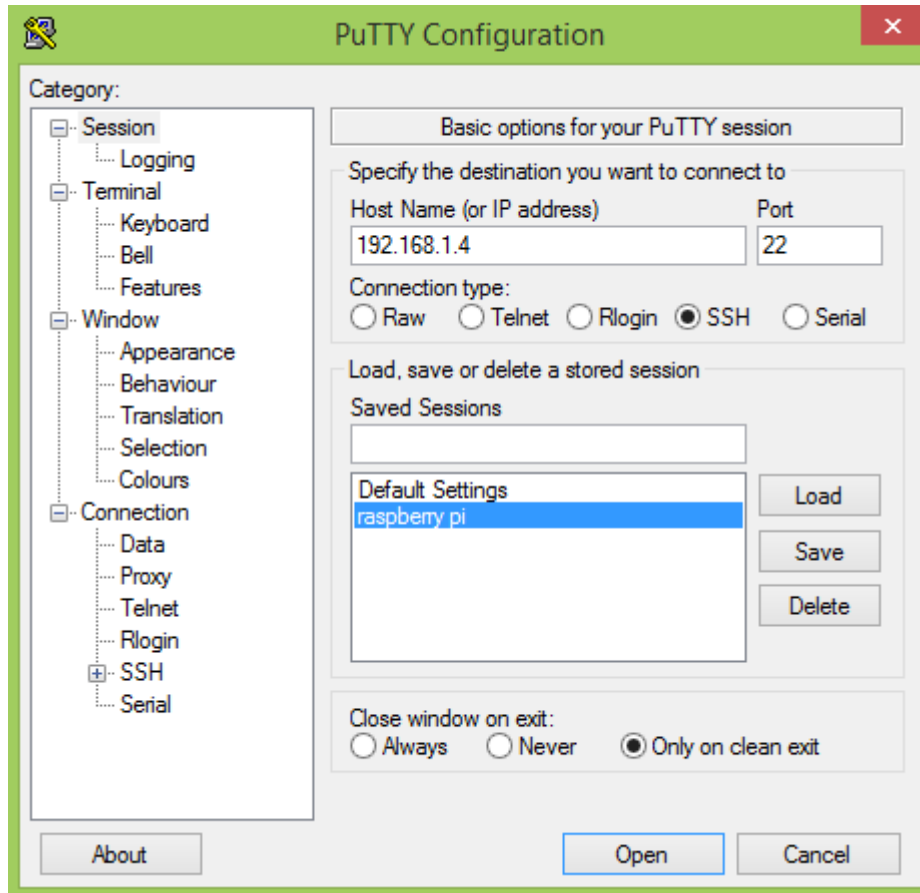 PuTTY Configuration
Category:
Session
Logging
Terminal
Keyboard
Bell
Features
Window
Appearance
Behaviour
Translation
Selection
Colours
Connection
Data
Proxy
Telnet
Rlogin
SSH
Serial
Basic options for your PuTTY session
Specify the destination you want to connect to
Host Name (or IP address) Port
192.168.1.4 22
Connection type:
Raw Telnet Rlogin SSH Serial
Load, save or delete a stored session
Saved Sessions
Default Settings
raspberry pi
Load
Save
Delete
Close window on exit:
Always Never Only on clean exit
About Open Cancel